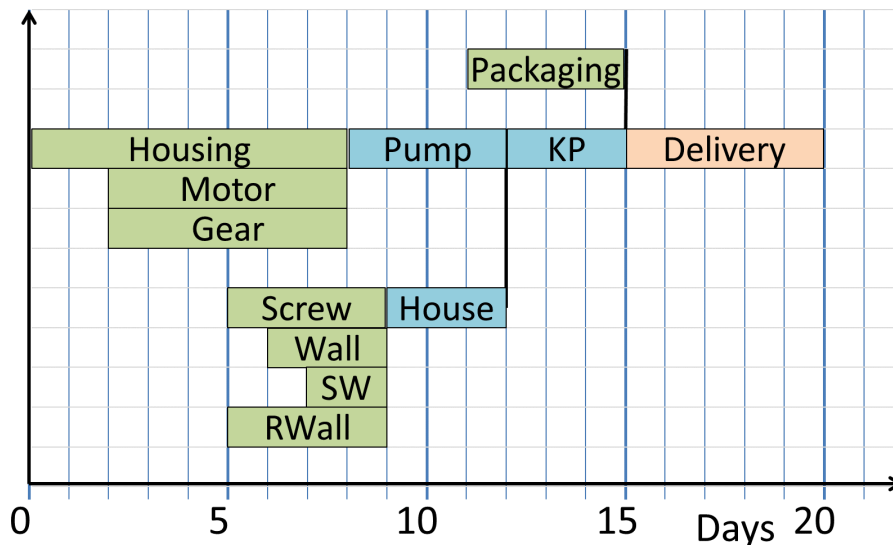 Packaging
Housing Pump KP Delivery
Motor
Gear
Screw House
Wall
SW
RWall
0 5 10 15 Days 20